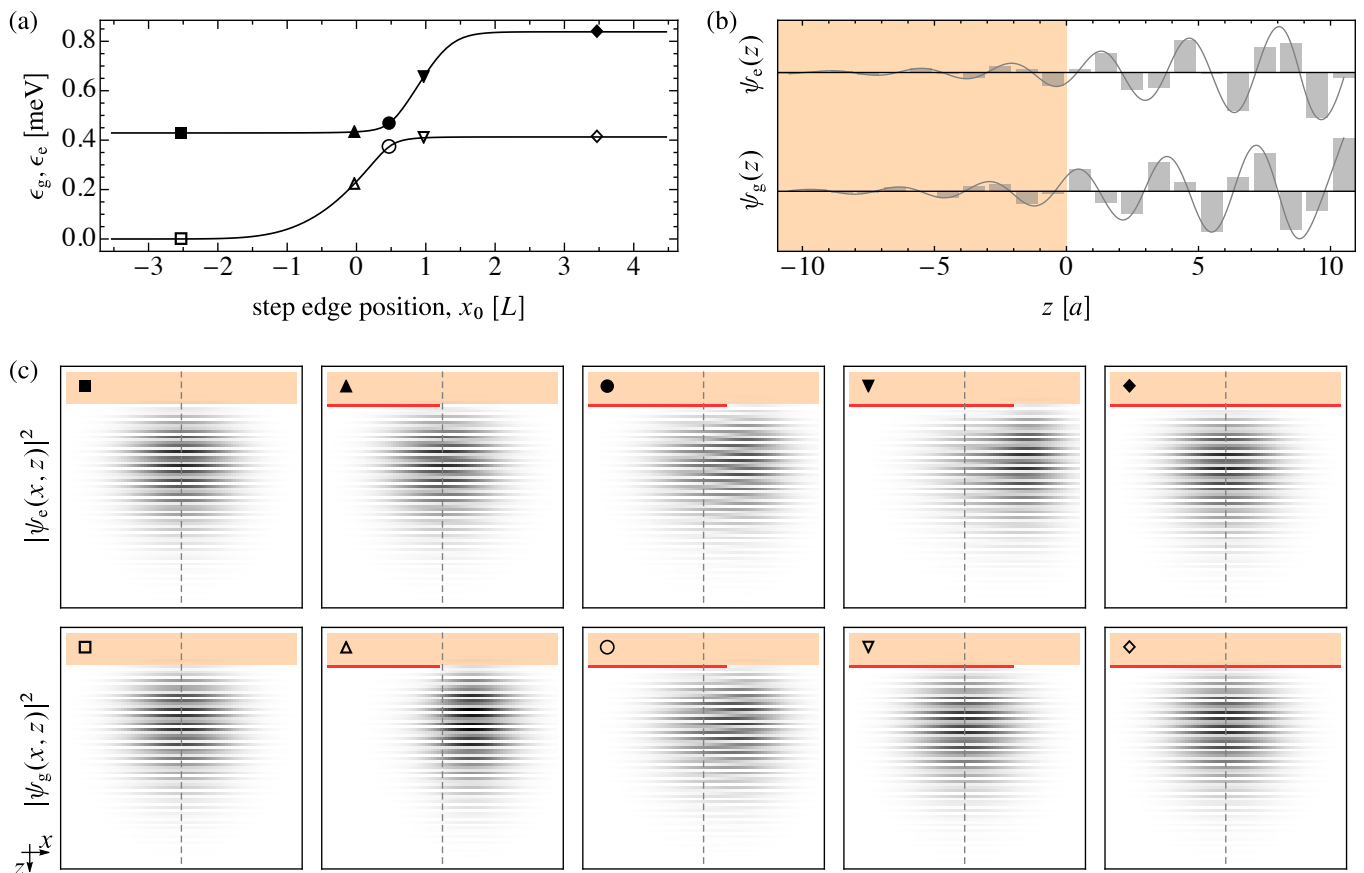 (a)
ϵg, ϵe [meV]
0.8
0.6
0.4
0.2
0.0
−3 −2 −1 0 1 2 3 4
step edge position, x0 [L]
(b)
ψe(z)
ψg(z)
−10 −5 0 5 10
z [a]
(c)
|ψe(x, z)|²
|ψg(x, z)|²
x
z